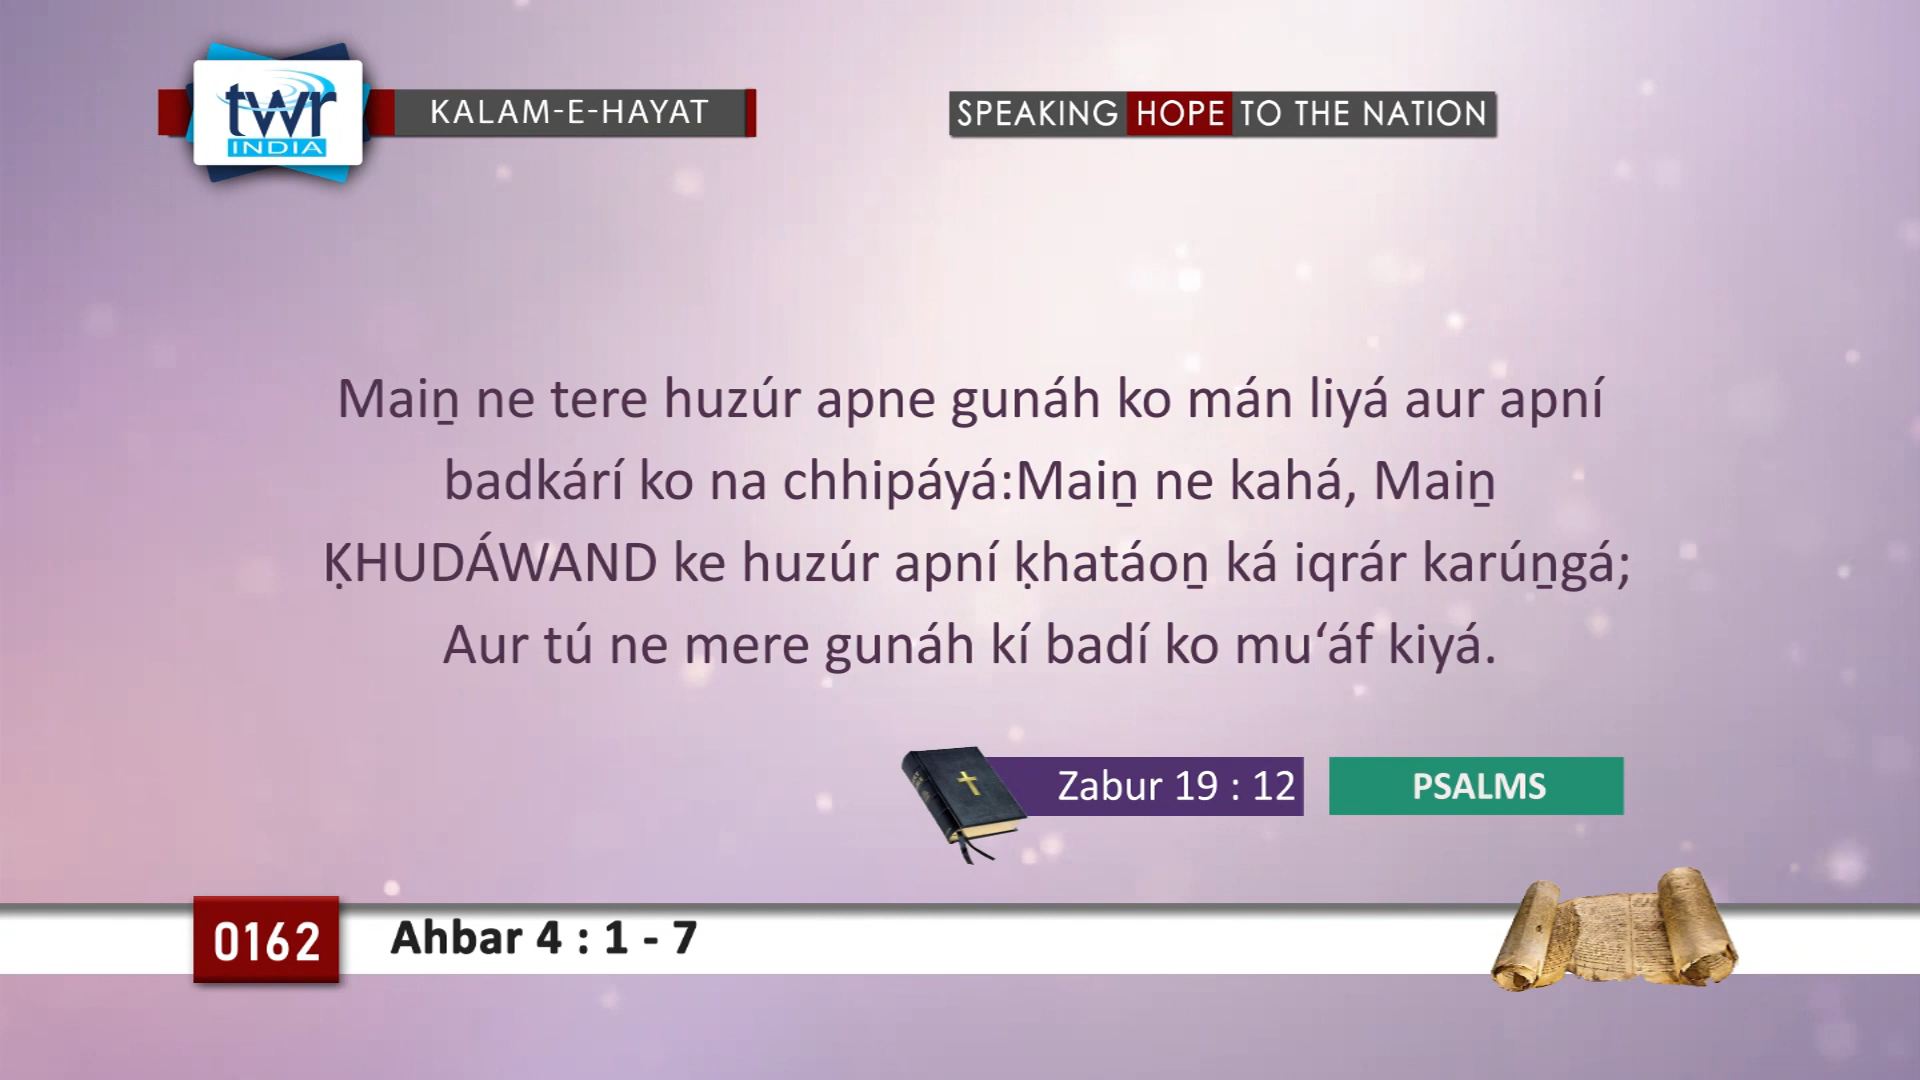 twr
INDIA
KALAM-E-HAYAT
SPEAKING HOPE TO THE NATION
Maiṉ ne tere huzúr apne gunáh ko mán liyá aur apní
badkárí ko na chhipáyá:Maiṉ ne kahá, Maiṉ
ḲHUDÁWAND ke huzúr apní ḳhatáoṉ ká iqrár karúṉgá;
Aur tú ne mere gunáh kí badí ko mu‘áf kiyá.
Zabur 19 : 12
PSALMS
0162
Ahbar 4 : 1 - 7